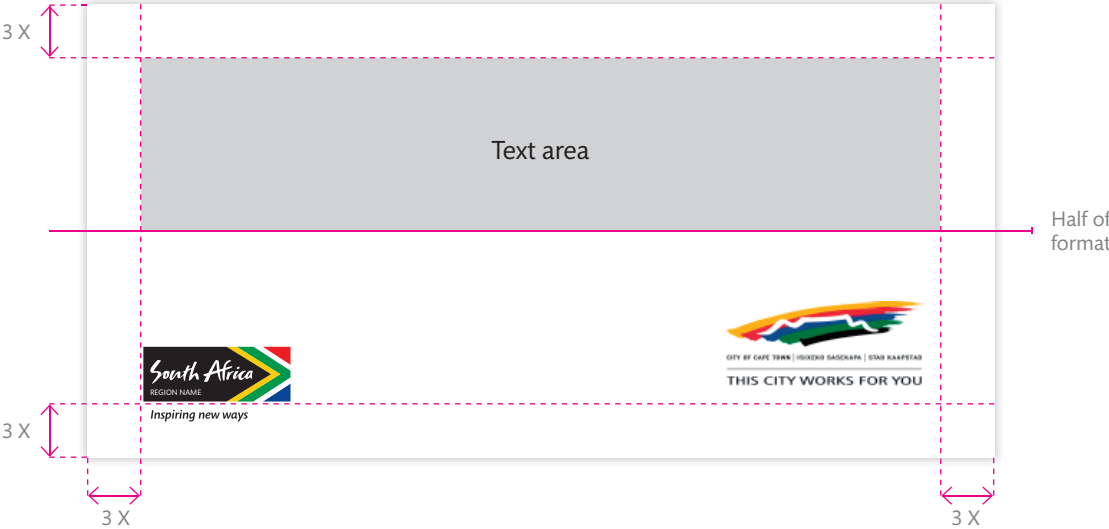 3 X
Text area
Half of
format
South Africa
REGION NAME
Inspiring new ways
CITY OF CAPE TOWN | ISIXEKO SASEKAPA | STAD KAAPSTAD
THIS CITY WORKS FOR YOU
3 X
3 X
3 X